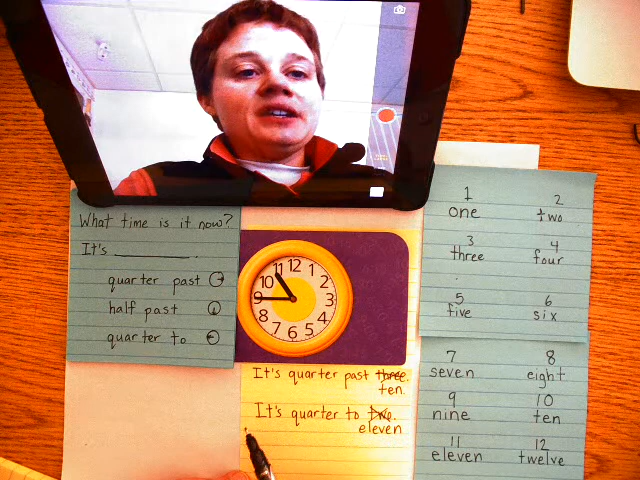 What time is it now?
It's ________.
quarter past
half past
quarter to
12
11 1
10 2
9 3
8 4
7 5
6
It's quarter past three.
ten.
It's quarter to two.
eleven
1 2
one two
3 4
three four
5 6
five six
7 8
seven eight
9 10
nine ten
11 12
eleven twelve